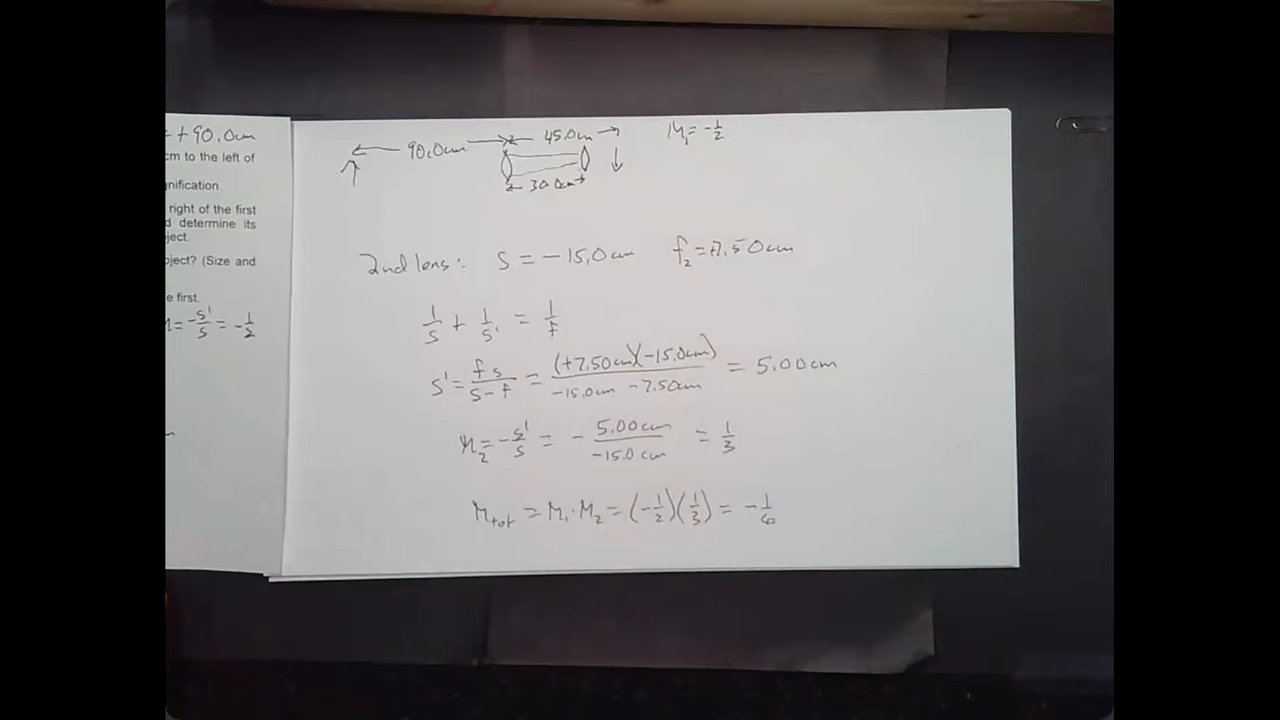 = +90.0cm
cm to the left of
nification
right of the first
d determine its
ject.
oject? (Size and
e first.
M = -s'/s = -1/2
90.0cm 45.0cm M₁ = -1/2
30.0cm
2nd lens: s = -15.0cm f₂ = +7.50cm
1/s + 1/s' = 1/f
s' = fs/(s-f) = (+7.50cm)(-15.0cm)/(-15.0cm - 7.50cm) = 5.00cm
M₂ = -s'/s = - 5.00cm/-15.0cm = 1/3
M_tot = M₁·M₂ = (-1/2)(1/3) = -1/6